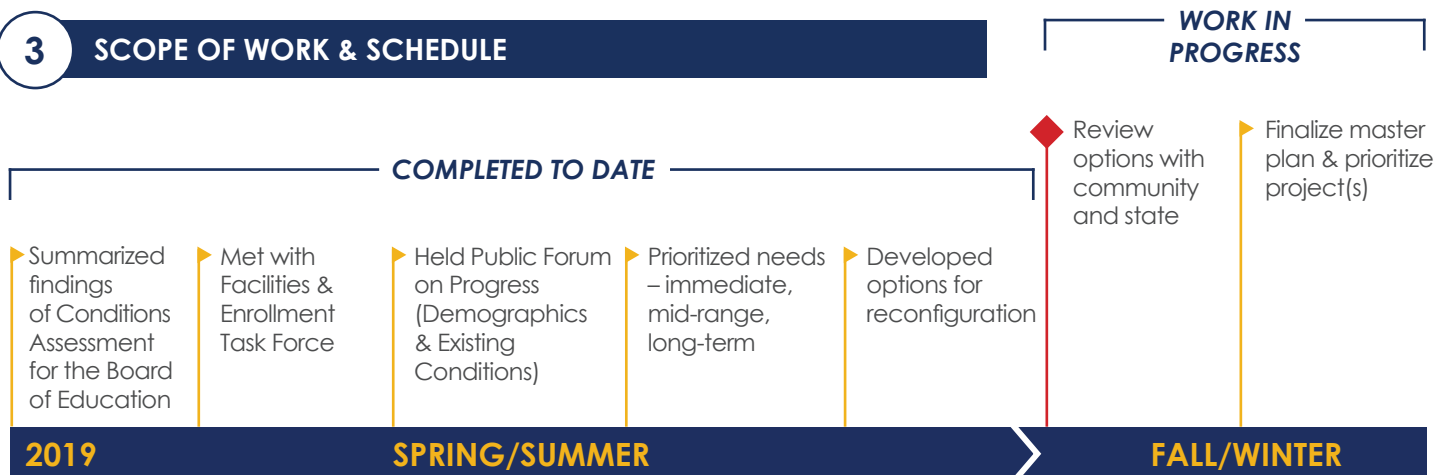 3
SCOPE OF WORK & SCHEDULE
WORK IN
PROGRESS
COMPLETED TO DATE
Summarized
findings
of Conditions
Assessment
for the Board
of Education
Met with
Facilities &
Enrollment
Task Force
Held Public Forum
on Progress
(Demographics
& Existing
Conditions)
Prioritized needs
– immediate,
mid-range,
long-term
Developed
options for
reconfiguration
Review
options with
community
and state
Finalize master
plan & prioritize
project(s)
2019
SPRING/SUMMER
FALL/WINTER